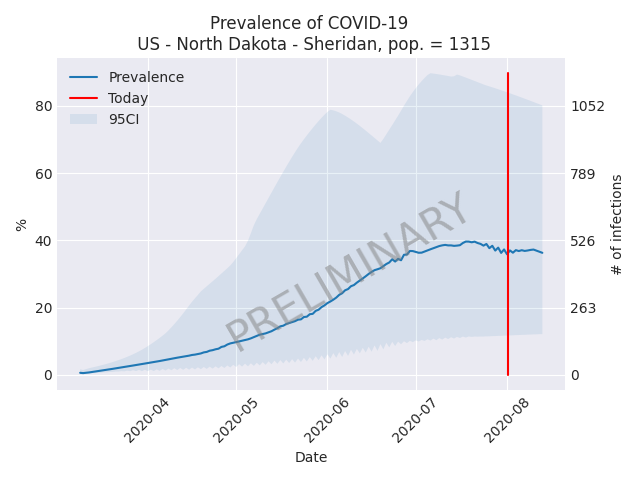 Prevalence of COVID-19
US - North Dakota - Sheridan, pop. = 1315
Prevalence
Today
95CI
80
60
40
20
0
%
1052
789
526
263
0
# of infections
PRELIMINARY
2020-04
2020-05
2020-06
2020-07
2020-08
Date